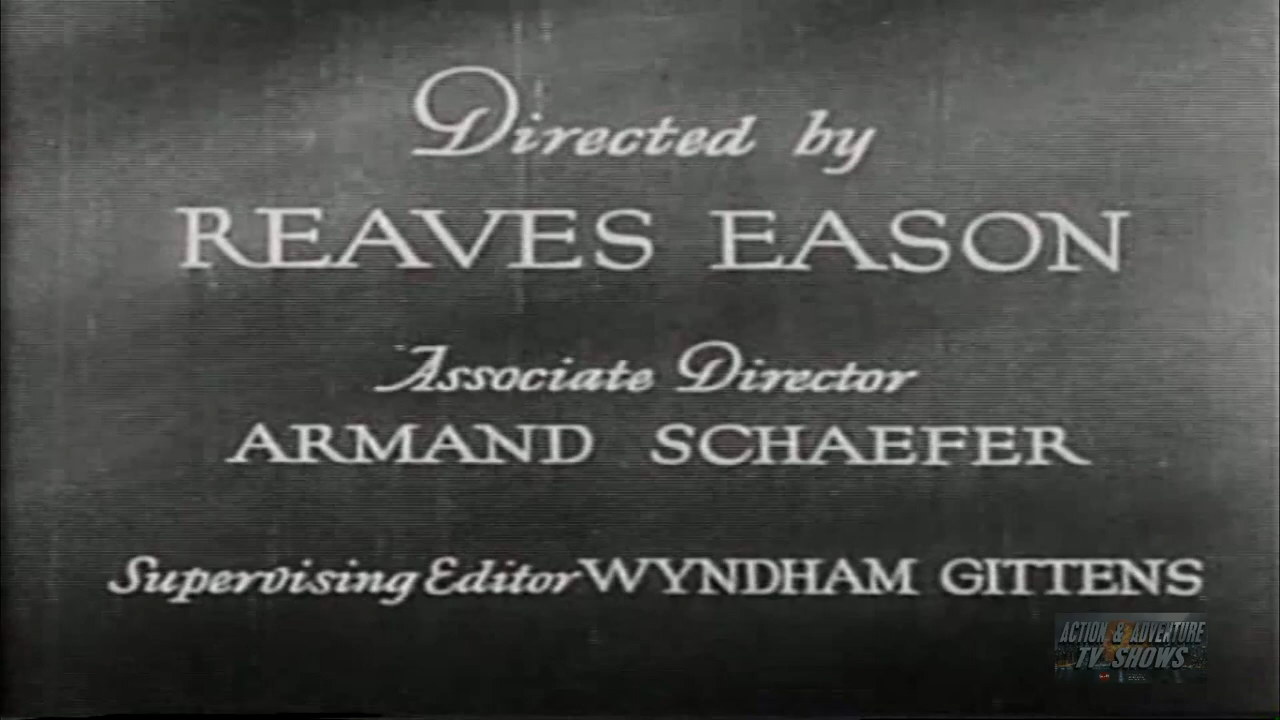 Directed by
REAVES EASON
Associate Director
ARMAND SCHAEFER
Supervising Editor WYNDHAM GITTENS
ACTION & ADVENTURE
TV SHOWS